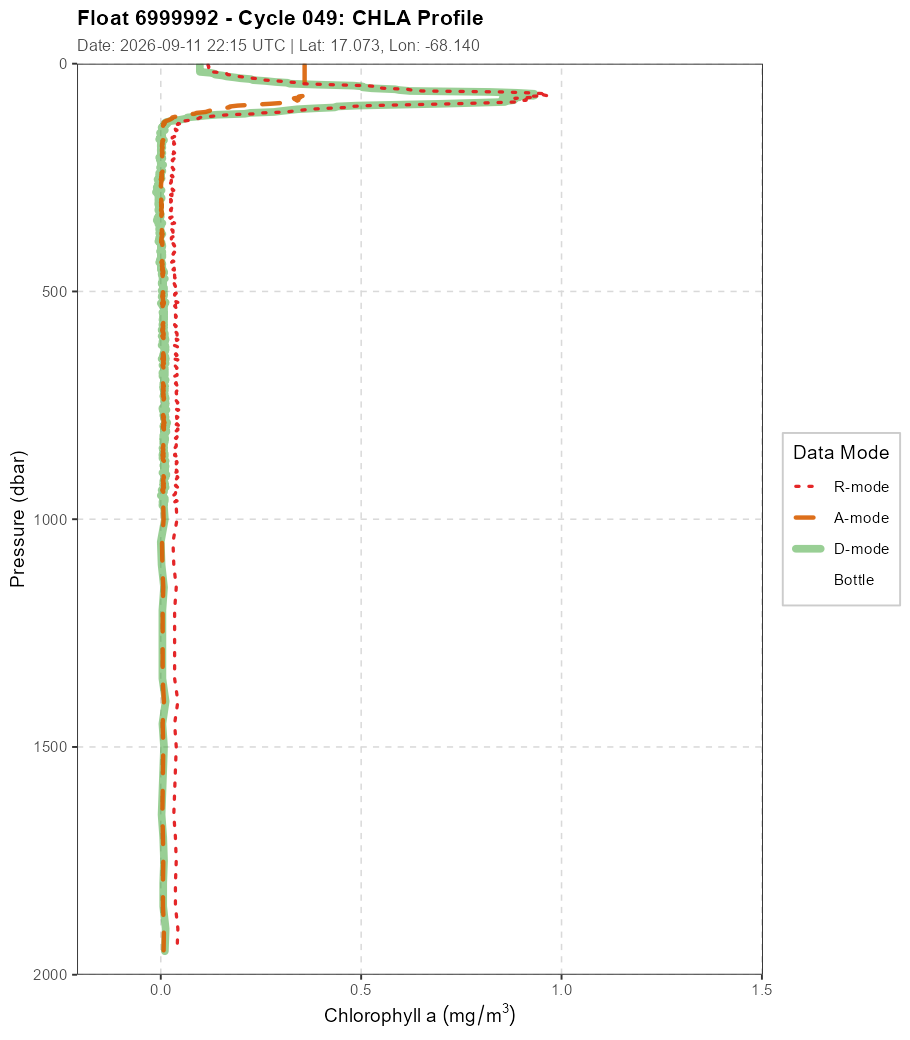 Float 6999992 - Cycle 049: CHLA Profile
Date: 2026-09-11 22:15 UTC | Lat: 17.073, Lon: -68.140
0
500
1000
1500
2000
Pressure (dbar)
0.0 0.5 1.0 1.5
Chlorophyll a (mg/m³)
Data Mode
R-mode
A-mode
D-mode
Bottle